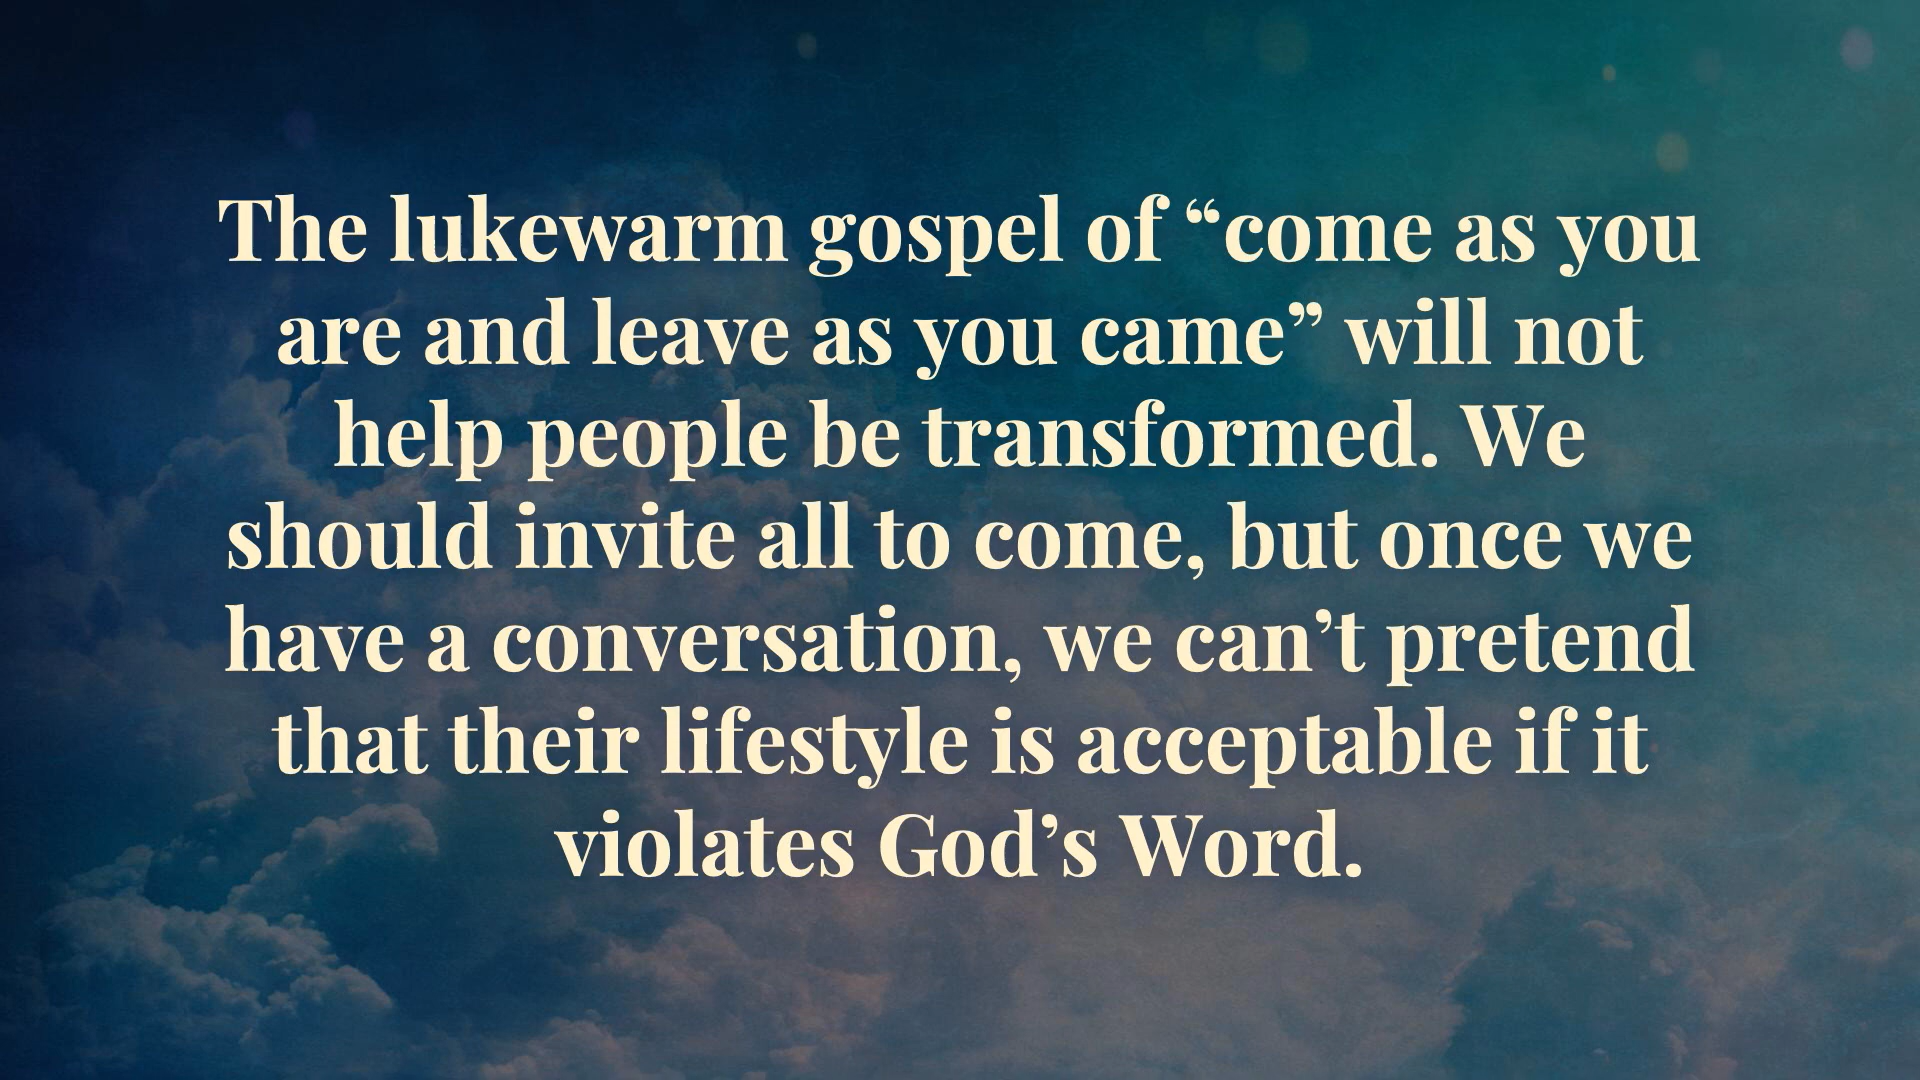 The lukewarm gospel of “come as you
are and leave as you came” will not
help people be transformed. We
should invite all to come, but once we
have a conversation, we can’t pretend
that their lifestyle is acceptable if it
violates God’s Word.